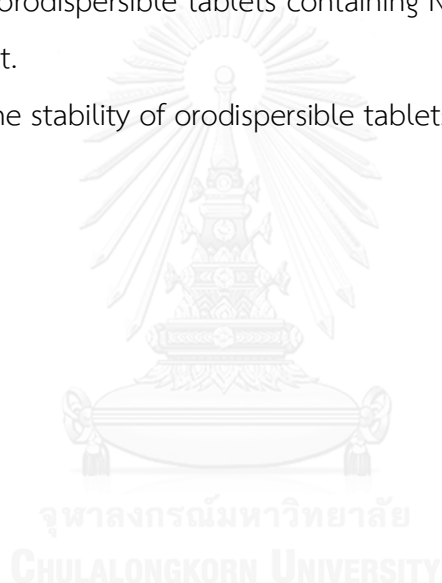 orodispersible tablets containing
t.
he stability of orodispersible tablets
จุฬาลงกรณ์มหาวิทยาลัย
CHULALONGKORN UNIVERSITY